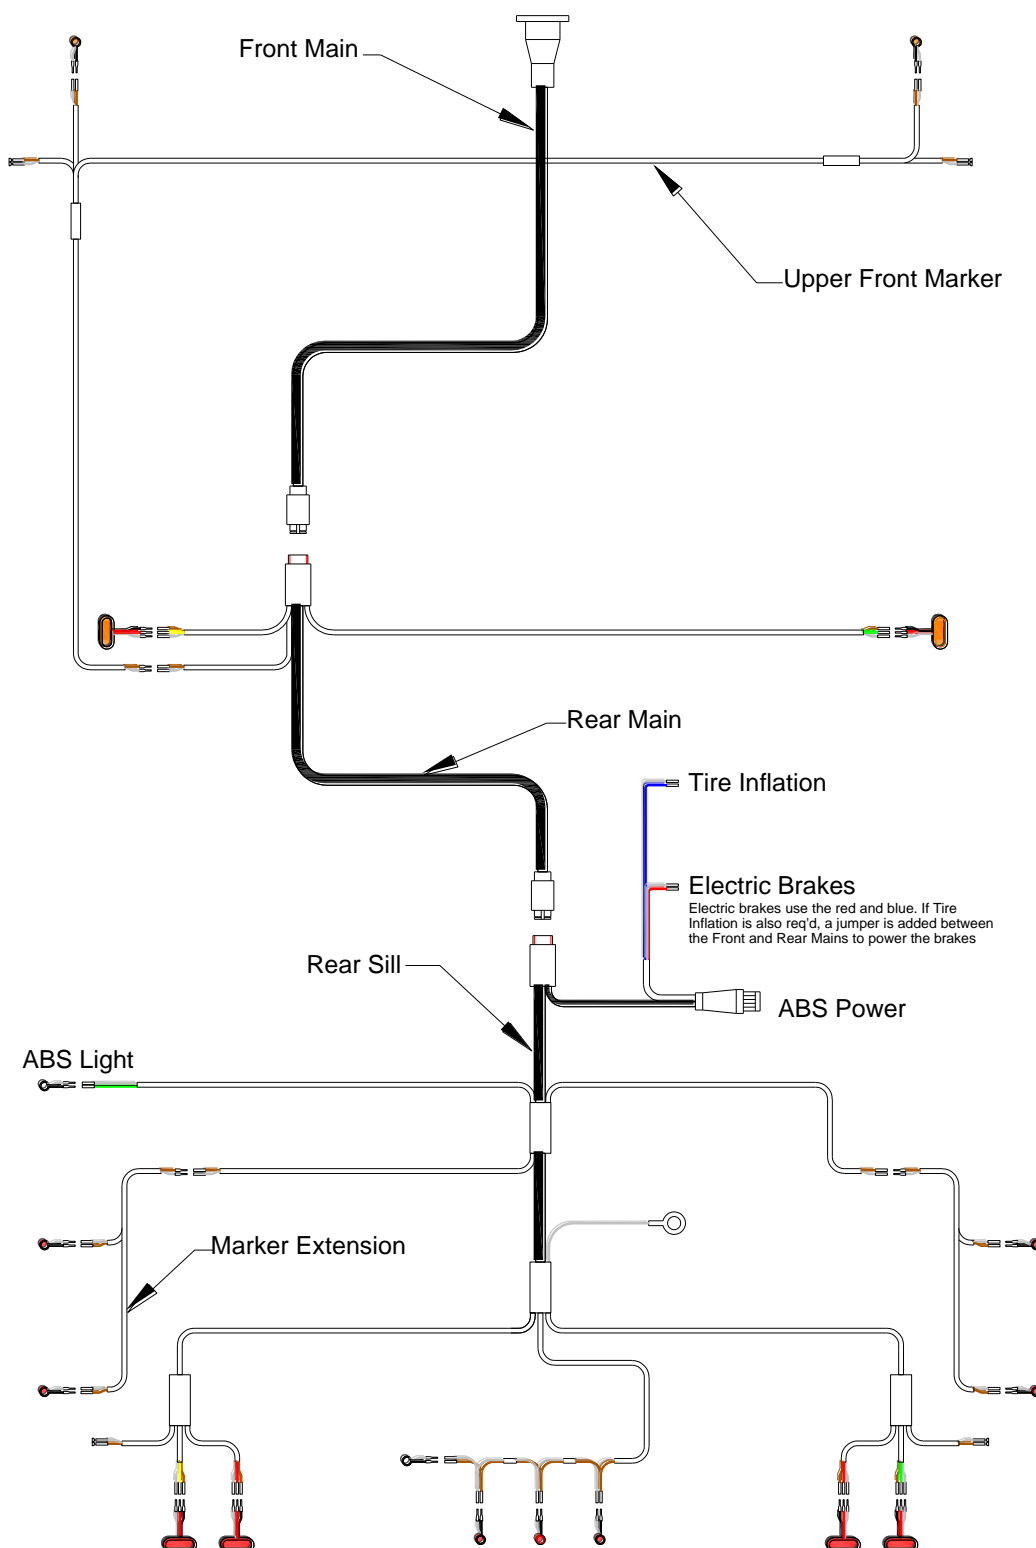 Front Main
Upper Front Marker
Rear Main
Tire Inflation
Electric Brakes
Electric brakes use the red and blue. If Tire
Inflation is also req'd, a jumper is added between
the Front and Rear Mains to power the brakes
Rear Sill
ABS Power
ABS Light
Marker Extension